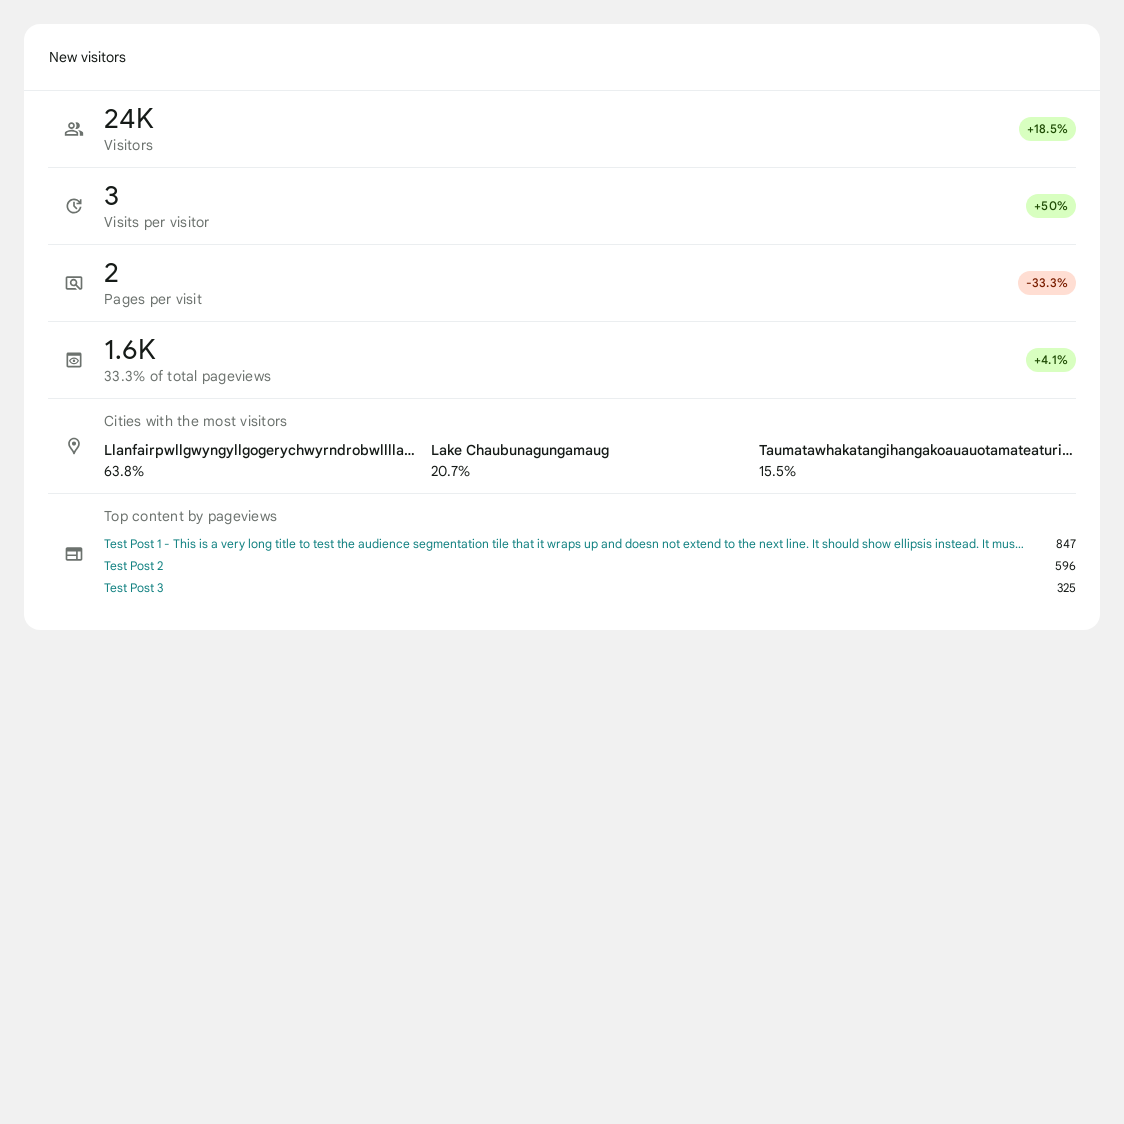 New visitors
24K
Visitors
+18.5%
3
Visits per visitor
+50%
2
Pages per visit
-33.3%
1.6K
33.3% of total pageviews
+4.1%
Cities with the most visitors
Llanfairpwllgwyngyllgogerychwyrndrobwlllla... Lake Chaubunagungamaug Taumatawhakatangihangakoauauotamateaturi...
63.8% 20.7% 15.5%
Top content by pageviews
Test Post 1 - This is a very long title to test the audience segmentation tile that it wraps up and doesn not extend to the next line. It should show ellipsis instead. It mus... 847
Test Post 2 596
Test Post 3 325